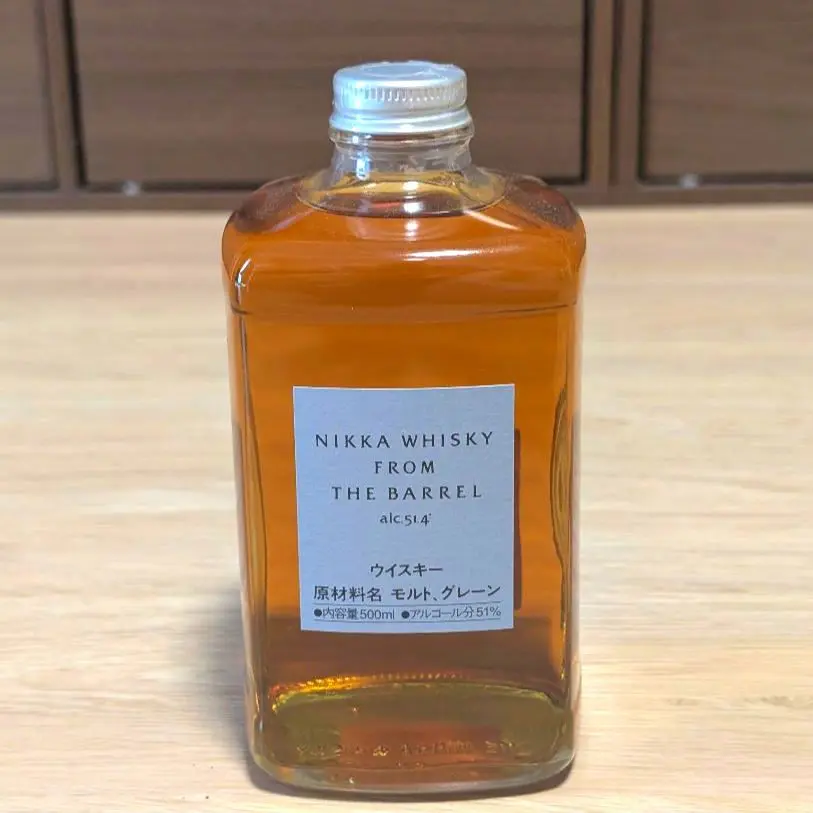 NIKKA WHISKY
FROM
THE BARREL
alc.51.4°
ウイスキー
原材料名 モルト、グレーン
●内容量500ml ●アルコール分51%